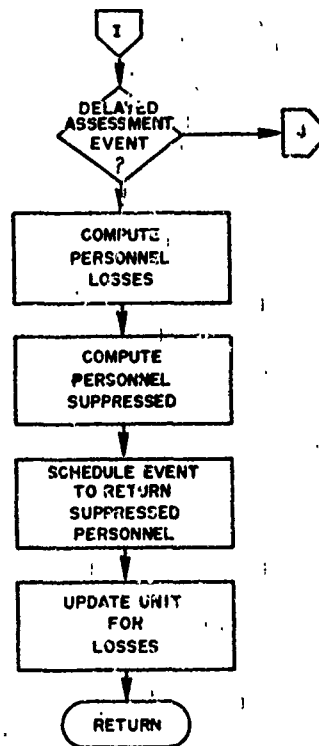 I
DELAYED
ASSESSMENT
EVENT
?
J
COMPUTE
PERSONNEL
LOSSES
COMPUTE
PERSONNEL
SUPPRESSED
SCHEDULE EVENT
TO RETURN
SUPPRESSED
PERSONNEL
UPDATE UNIT
FOR
LOSSES
RETURN